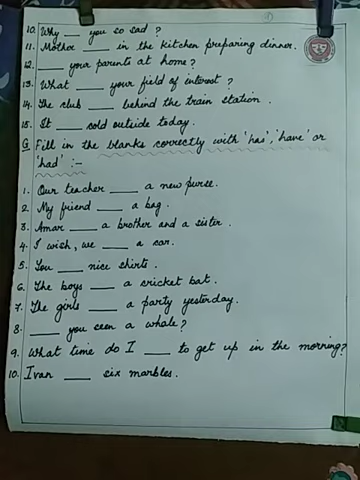 10. Why ___ you so sad ?
11. Mother ___ in the kitchen preparing dinner.
12. ___ your parents at home ?
13. What ___ your field of interest ?
14. The club ___ behind the train station .
15. It ___ cold outside today.
G Fill in the blanks correctly with 'has', 'have' or
'had' :-
1. Our teacher ___ a new purse.
2. My friend ___ a bag .
3. Amar ___ a brother and a sister .
4. I wish, we ___ a car.
5. You ___ nice shirts .
6. The boys ___ a cricket bat.
7. The girls ___ a party yesterday.
8. ___ you seen a whale ?
9. What time do I ___ to get up in the morning?
10. Ivan ___ six marbles .